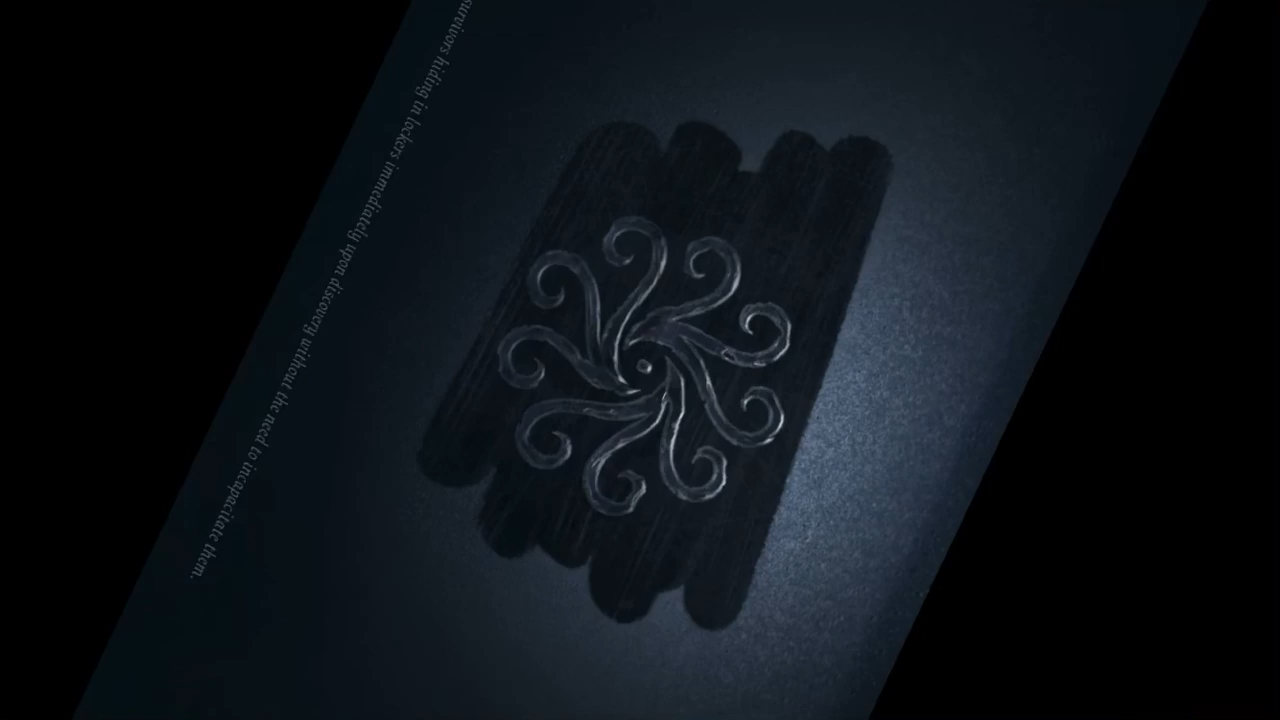 survivors hiding in lockers immediately upon discovery without the need to incapacitate them.